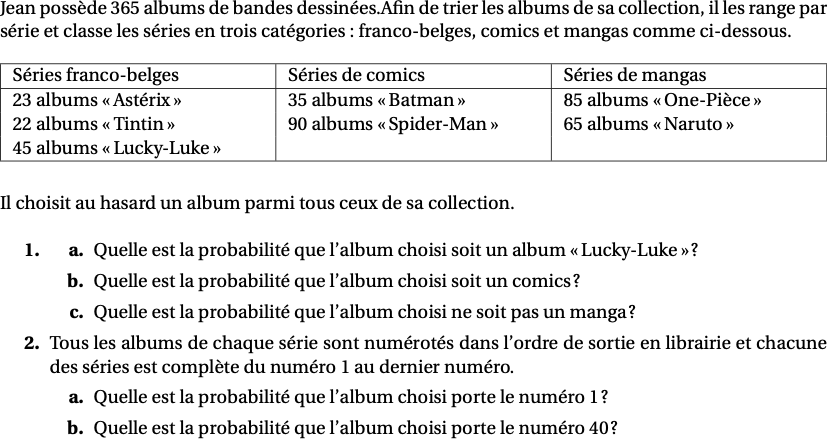 Jean possède 365 albums de bandes dessinées.Afin de trier les albums de sa collection, il les range par
série et classe les séries en trois catégories : franco-belges, comics et mangas comme ci-dessous.
Séries franco-belges Séries de comics Séries de mangas
23 albums « Astérix » 35 albums « Batman » 85 albums « One-Pièce »
22 albums « Tintin » 90 albums « Spider-Man » 65 albums « Naruto »
45 albums « Lucky-Luke »
Il choisit au hasard un album parmi tous ceux de sa collection.
1. a. Quelle est la probabilité que l’album choisi soit un album « Lucky-Luke » ?
b. Quelle est la probabilité que l’album choisi soit un comics ?
c. Quelle est la probabilité que l’album choisi ne soit pas un manga ?
2. Tous les albums de chaque série sont numérotés dans l’ordre de sortie en librairie et chacune
des séries est complète du numéro 1 au dernier numéro.
a. Quelle est la probabilité que l’album choisi porte le numéro 1 ?
b. Quelle est la probabilité que l’album choisi porte le numéro 40 ?